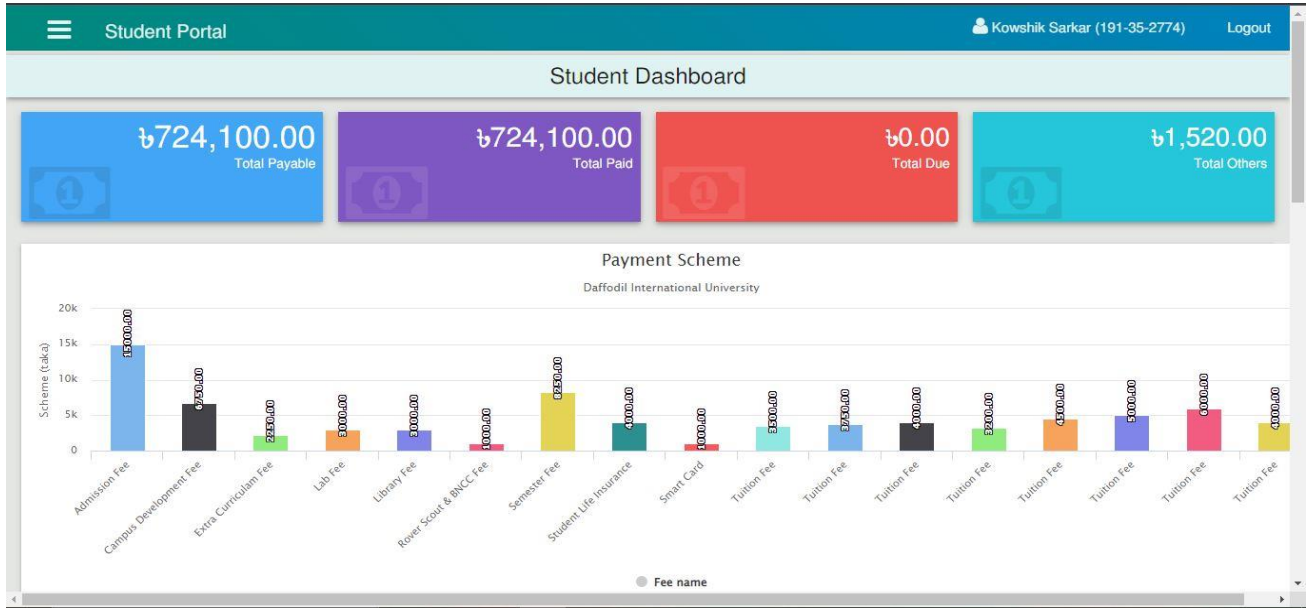 Student Portal
Kowshik Sarkar (191-35-2774)
Logout
Student Dashboard
৳724,100.00
Total Payable
৳724,100.00
Total Paid
৳0.00
Total Due
৳1,520.00
Total Others
1
1
1
1
Payment Scheme
Daffodil International University
Scheme (taka)
20k
15k
10k
5k
0
15000.00
6750.00
2250.00
3000.00
3000.00
1000.00
8250.00
4000.00
1000.00
3500.00
3750.00
4000.00
3200.00
4500.00
5000.00
6000.00
4000.00
Admission Fee
Campus Development Fee
Extra Curriculam Fee
Lab Fee
Library Fee
Rover Scout & BNCC Fee
Semester Fee
Student Life Insurance
Smart Card
Tuition Fee
Tuition Fee
Tuition Fee
Tuition Fee
Tuition Fee
Tuition Fee
Tuition Fee
Tuition Fee
Fee name